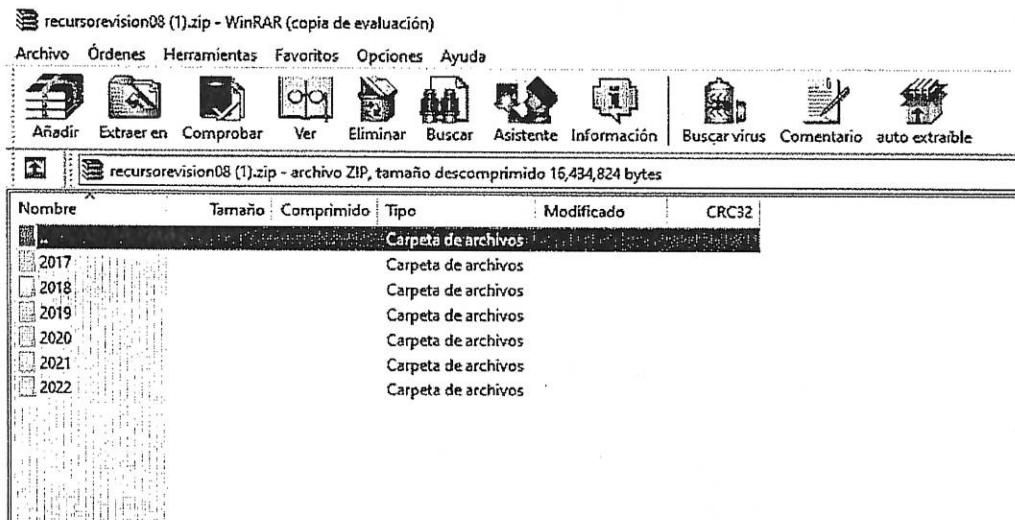 recursorevision08 (1).zip - WinRAR (copia de evaluación)
Archivo Órdenes Herramientas Favoritos Opciones Ayuda
Añadir Extraer en Comprobar Ver Eliminar Buscar Asistente Información Buscar virus Comentario auto extraíble
recursorevision08 (1).zip - archivo ZIP, tamaño descomprimido 16,434,824 bytes
Nombre Tamaño Comprimido Tipo Modificado CRC32
.. Carpeta de archivos
2017 Carpeta de archivos
2018 Carpeta de archivos
2019 Carpeta de archivos
2020 Carpeta de archivos
2021 Carpeta de archivos
2022 Carpeta de archivos